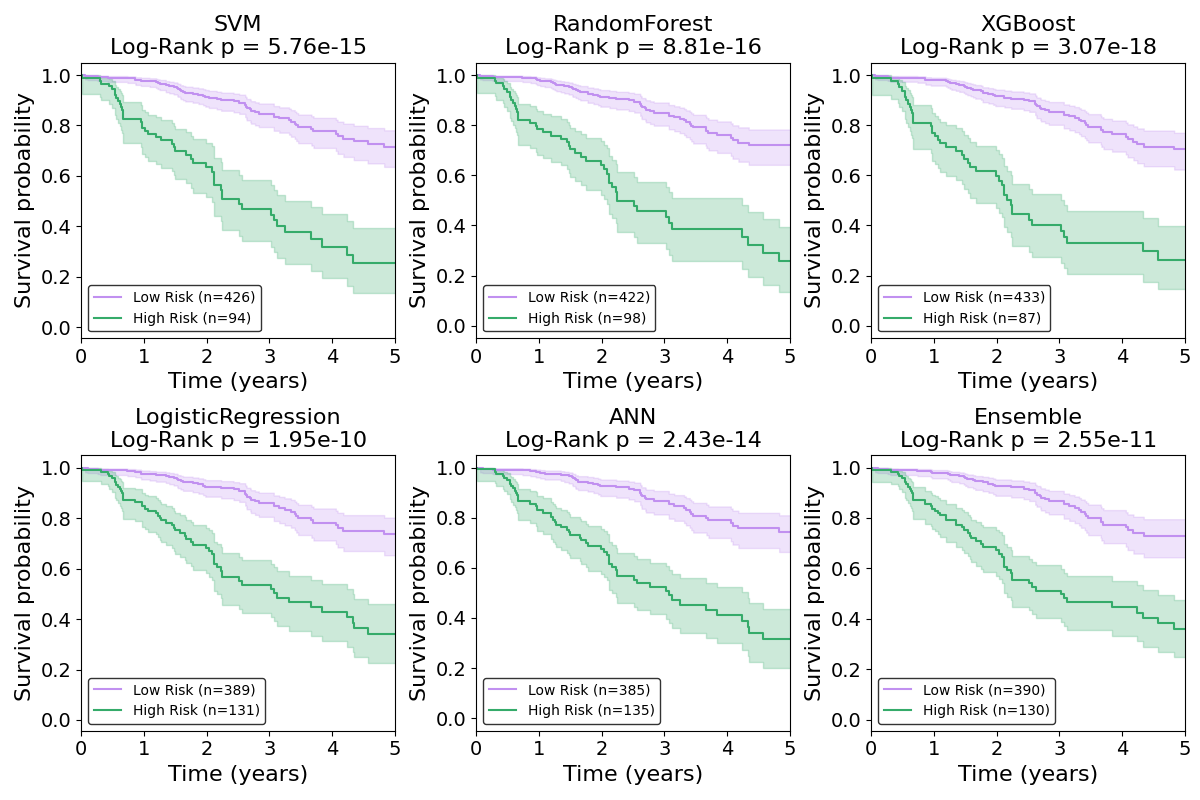 SVM
Log-Rank p = 5.76e-15
Survival probability
1.0
0.8
0.6
0.4
0.2
0.0
Low Risk (n=426)
High Risk (n=94)
0 1 2 3 4 5
Time (years)
RandomForest
Log-Rank p = 8.81e-16
Survival probability
1.0
0.8
0.6
0.4
0.2
0.0
Low Risk (n=422)
High Risk (n=98)
0 1 2 3 4 5
Time (years)
XGBoost
Log-Rank p = 3.07e-18
Survival probability
1.0
0.8
0.6
0.4
0.2
0.0
Low Risk (n=433)
High Risk (n=87)
0 1 2 3 4 5
Time (years)
LogisticRegression
Log-Rank p = 1.95e-10
Survival probability
1.0
0.8
0.6
0.4
0.2
0.0
Low Risk (n=389)
High Risk (n=131)
0 1 2 3 4 5
Time (years)
ANN
Log-Rank p = 2.43e-14
Survival probability
1.0
0.8
0.6
0.4
0.2
0.0
Low Risk (n=385)
High Risk (n=135)
0 1 2 3 4 5
Time (years)
Ensemble
Log-Rank p = 2.55e-11
Survival probability
1.0
0.8
0.6
0.4
0.2
0.0
Low Risk (n=390)
High Risk (n=130)
0 1 2 3 4 5
Time (years)